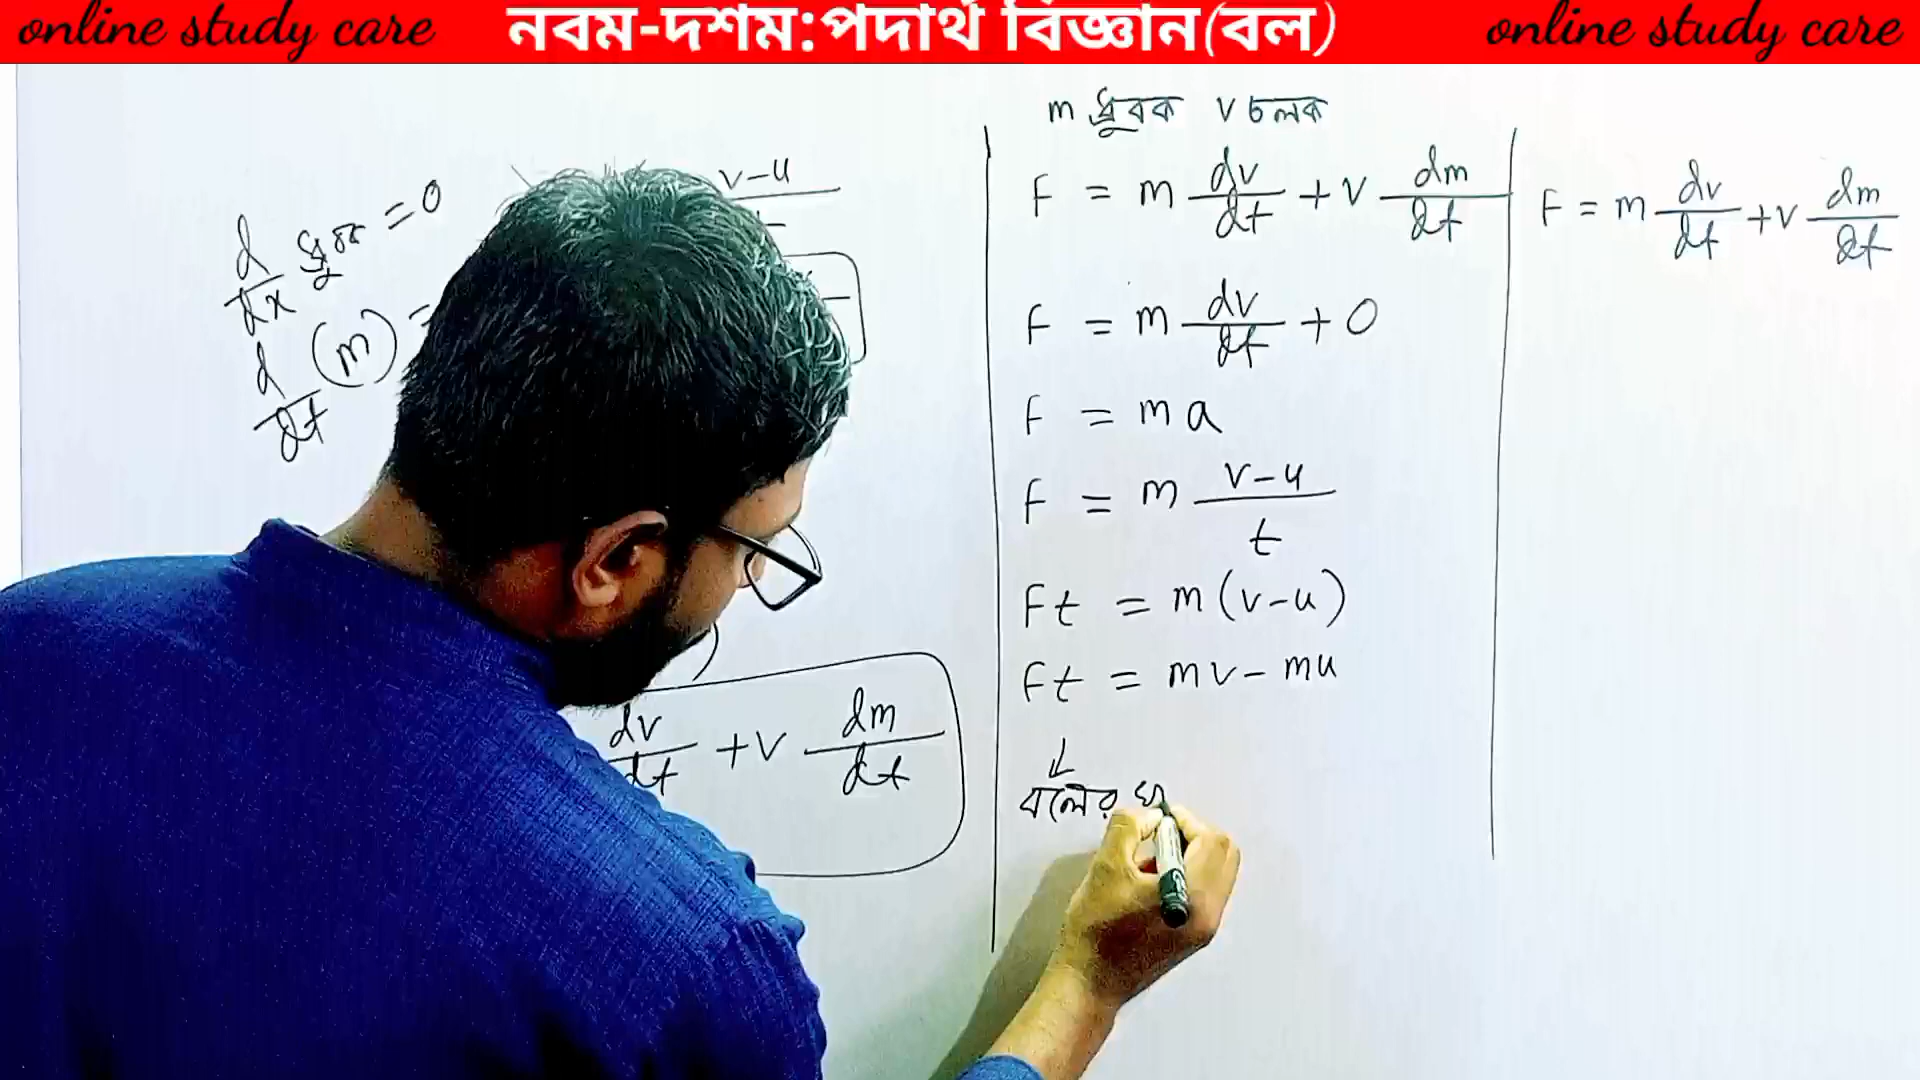 online study care নবম-দশম:পদার্থ বিজ্ঞান(বল) online study care
d/dx ধ্রুবক = 0
d/dt (m) =
v-u
dv/dt + v dm/dt
m ধ্রুবক v চলক
F = m dv/dt + v dm/dt
F = m dv/dt + 0
F = ma
F = m v-u/t
Ft = m(v-u)
Ft = mv - mu
↓
বলের ঘ
F = m dv/dt + v dm/dt